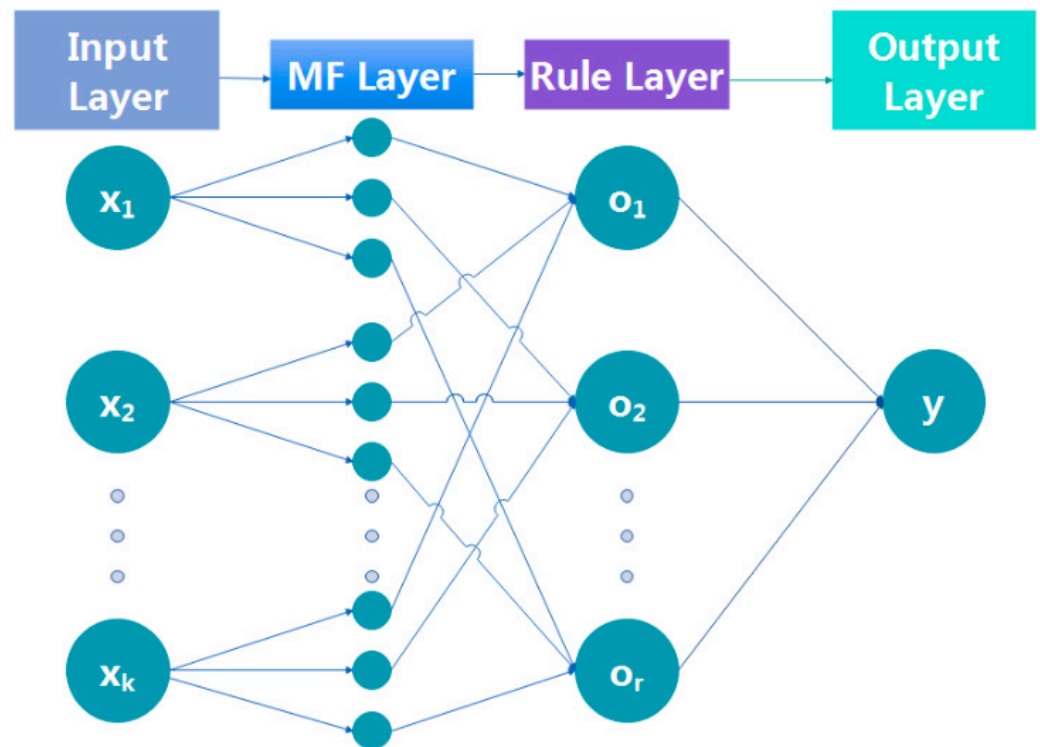 Input
Layer
MF Layer
Rule Layer
Output
Layer
x₁
o₁
x₂
o₂
y
xₖ
oᵣ